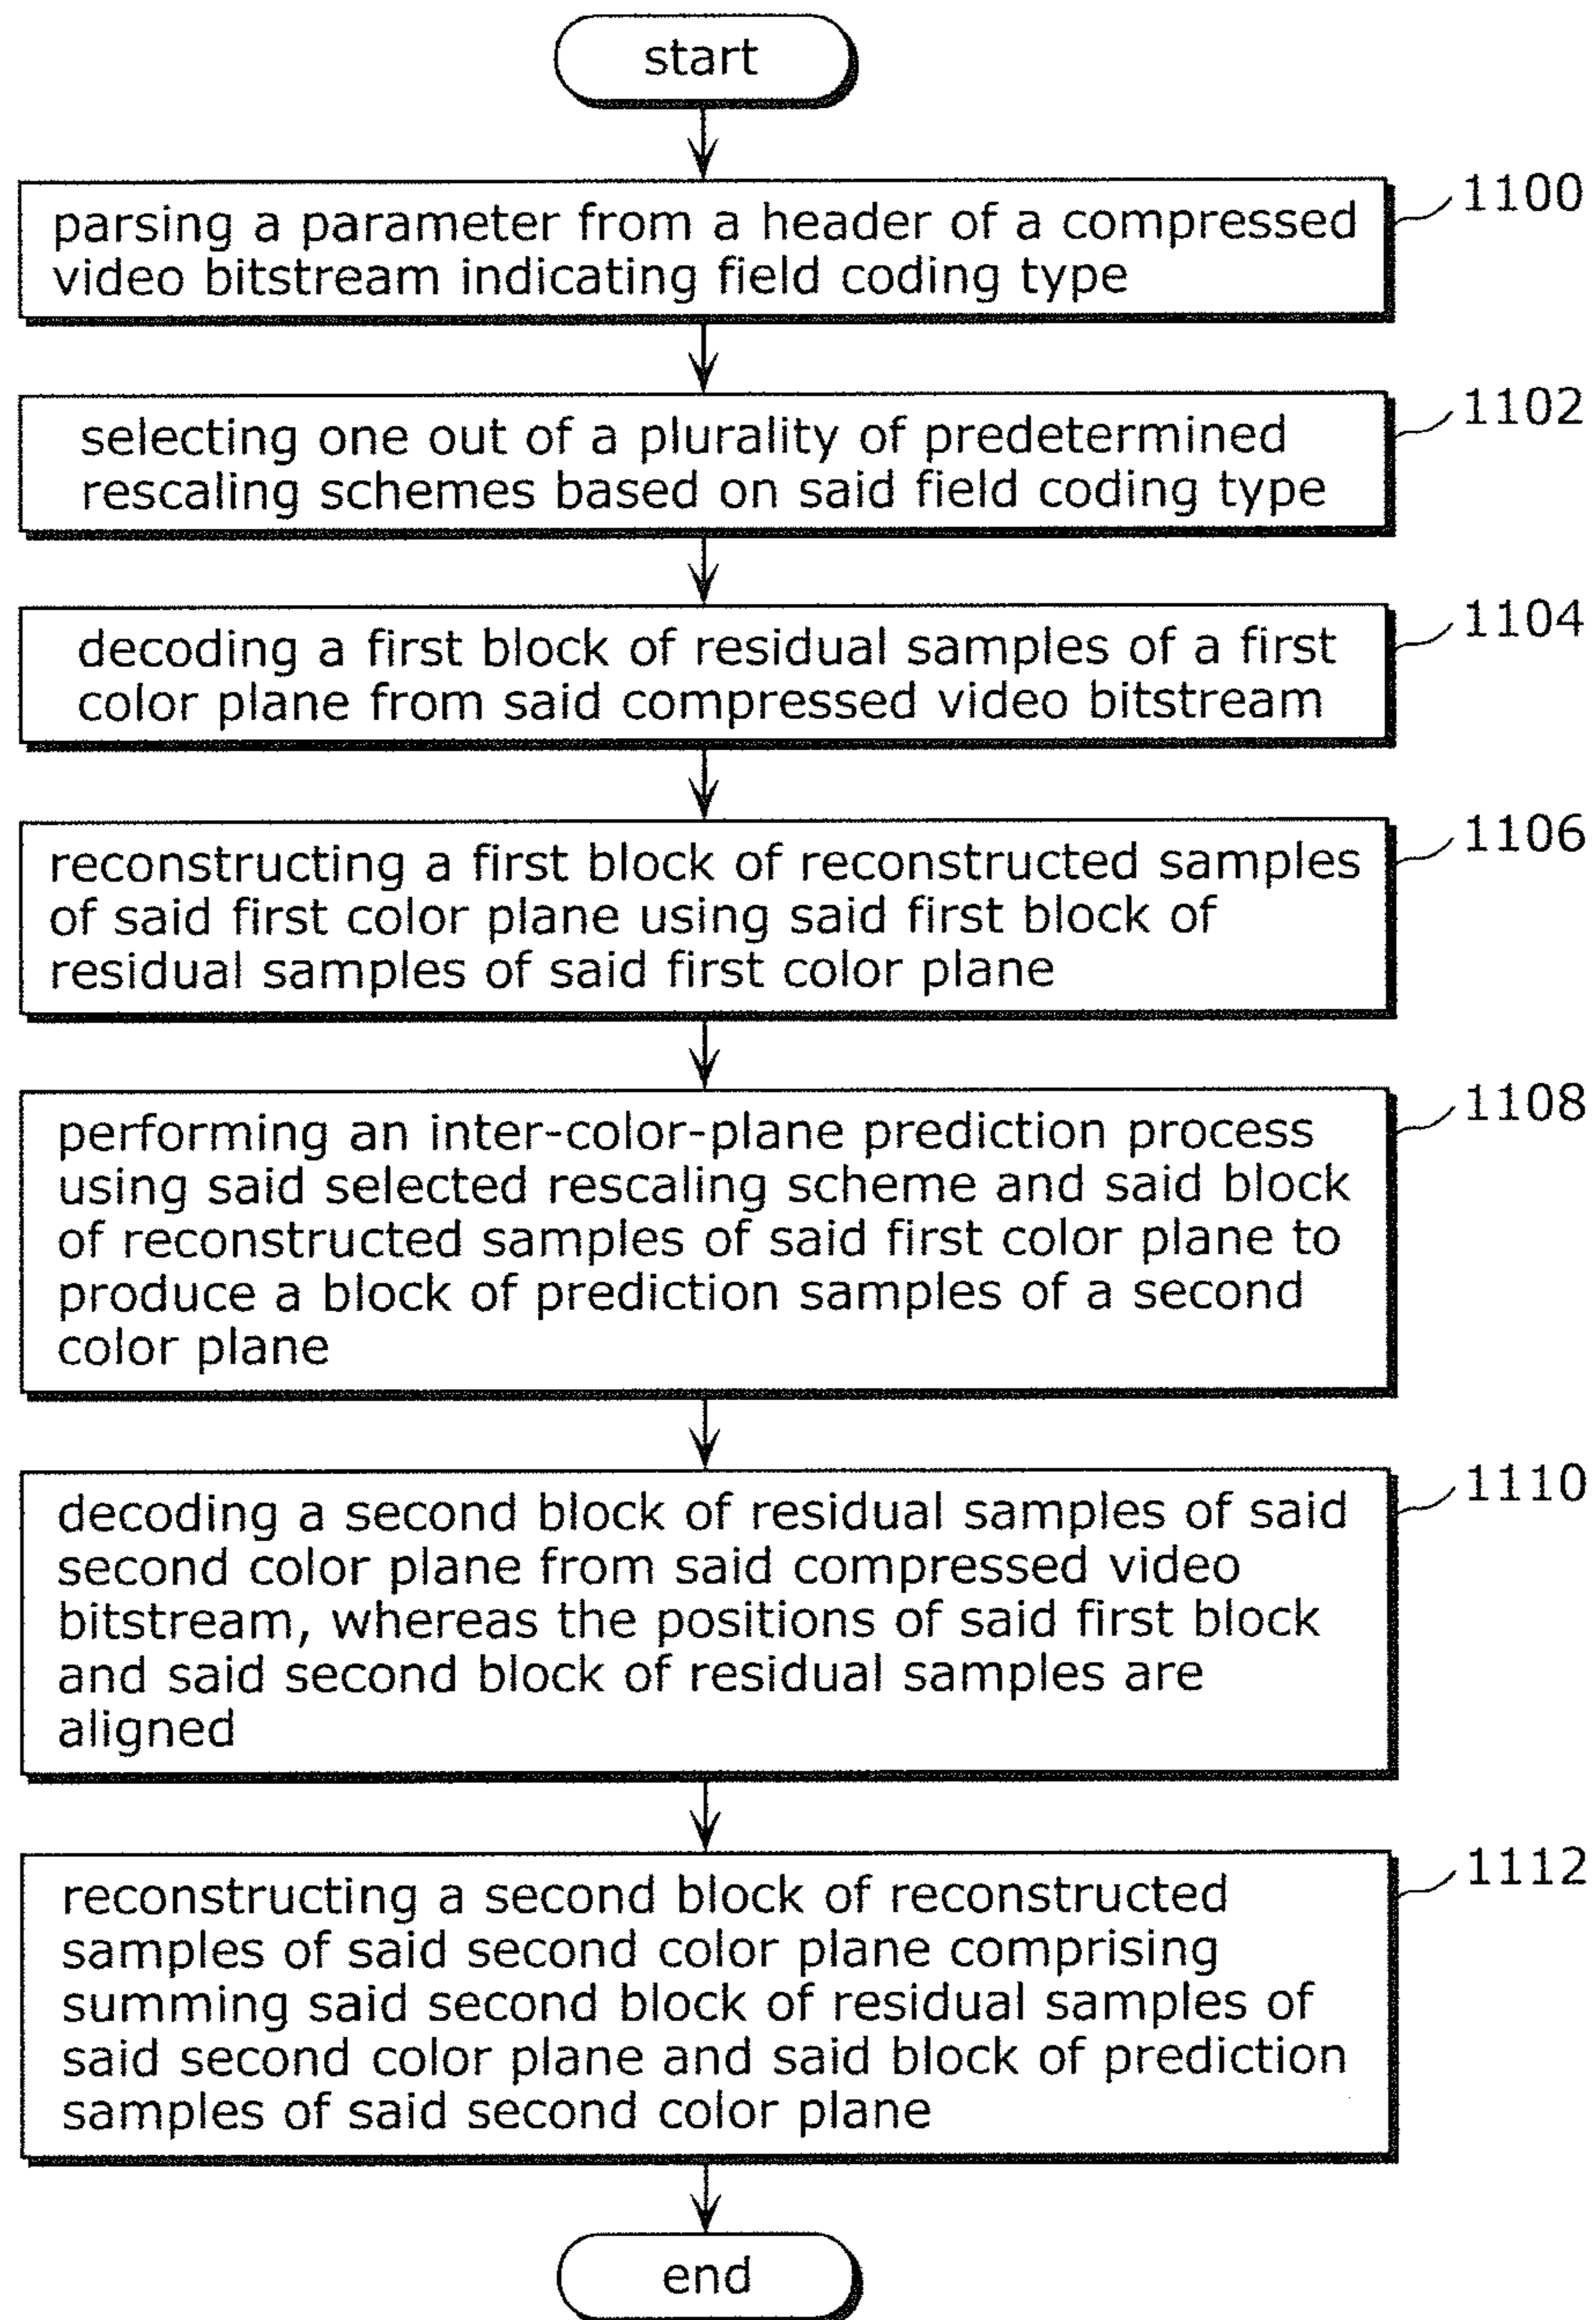 start
parsing a parameter from a header of a compressed
video bitstream indicating field coding type
1100
selecting one out of a plurality of predetermined
rescaling schemes based on said field coding type
1102
decoding a first block of residual samples of a first
color plane from said compressed video bitstream
1104
reconstructing a first block of reconstructed samples
of said first color plane using said first block of
residual samples of said first color plane
1106
performing an inter-color-plane prediction process
using said selected rescaling scheme and said block
of reconstructed samples of said first color plane to
produce a block of prediction samples of a second
color plane
1108
decoding a second block of residual samples of said
second color plane from said compressed video
bitstream, whereas the positions of said first block
and said second block of residual samples are
aligned
1110
reconstructing a second block of reconstructed
samples of said second color plane comprising
summing said second block of residual samples of
said second color plane and said block of prediction
samples of said second color plane
1112
end